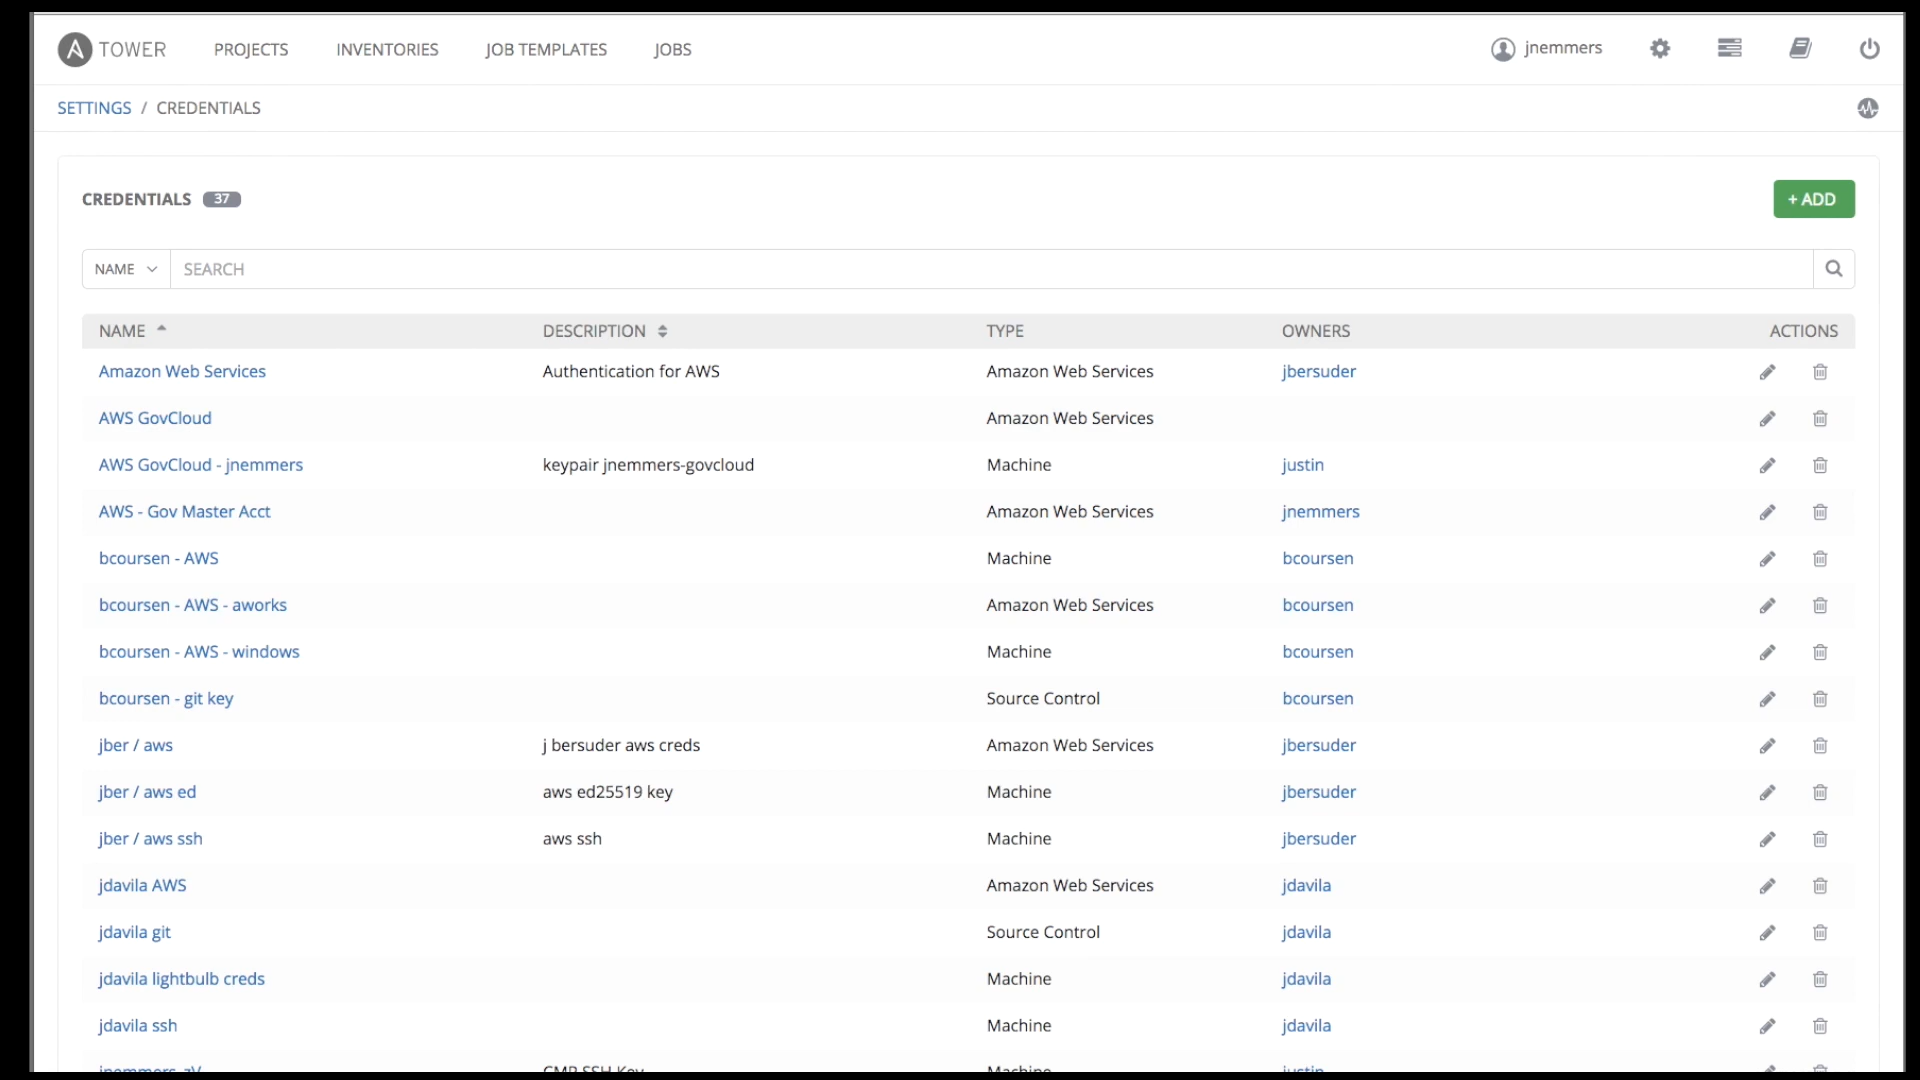 TOWER PROJECTS INVENTORIES JOB TEMPLATES JOBS jnemmers
SETTINGS / CREDENTIALS
CREDENTIALS 37 + ADD
NAME SEARCH
NAME DESCRIPTION TYPE OWNERS ACTIONS
Amazon Web Services Authentication for AWS Amazon Web Services jbersuder
AWS GovCloud Amazon Web Services
AWS GovCloud - jnemmers keypair jnemmers-govcloud Machine justin
AWS - Gov Master Acct Amazon Web Services jnemmers
bcoursen - AWS Machine bcoursen
bcoursen - AWS - aworks Amazon Web Services bcoursen
bcoursen - AWS - windows Machine bcoursen
bcoursen - git key Source Control bcoursen
jber / aws j bersuder aws creds Amazon Web Services jbersuder
jber / aws ed aws ed25519 key Machine jbersuder
jber / aws ssh aws ssh Machine jbersuder
jdavila AWS Amazon Web Services jdavila
jdavila git Source Control jdavila
jdavila lightbulb creds Machine jdavila
jdavila ssh Machine jdavila
SSH Key Machine justin